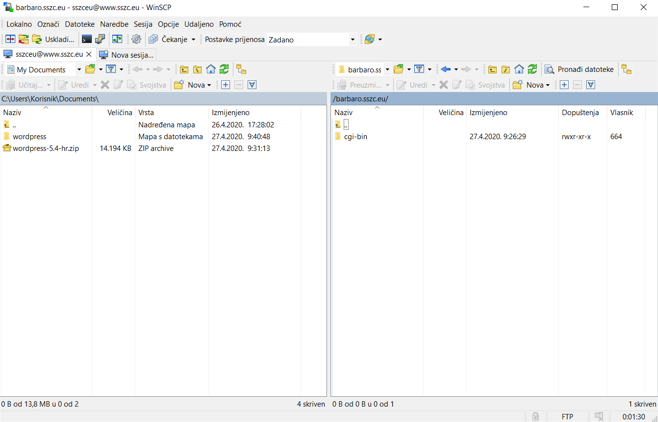 barbaro.sszc.eu - sszceu@www.sszc.eu - WinSCP
Lokalno Označi Datoteke Naredbe Sesija Opcije Udaljeno Pomoć
Uskladi... Čekanje Postavke prijenosa Zadano
sszceu@www.sszc.eu Nova sesija...
My Documents barbaro.ss Pronađi datoteke
Učitaj... Uredi Svojstva Nova Preuzmi... Uredi Svojstva Nova
C:\Users\Korisnik\Documents\ /barbaro.sszc.eu/
Naziv Veličina Vrsta Izmijenjeno Naziv Veličina Izmijenjeno Dopuštenja Vlasnik
.. Nadređena mapa 26.4.2020. 17:28:02 ..
wordpress Mapa s datotekama 27.4.2020. 9:40:48 cgi-bin 27.4.2020. 9:26:29 rwxr-xr-x 664
wordpress-5.4-hr.zip 14.194 KB ZIP archive 27.4.2020. 9:31:13
0 B od 13,8 MB u 0 od 2 4 skriven 0 B od 0 B u 0 od 1 1 skriven
FTP 0:01:30